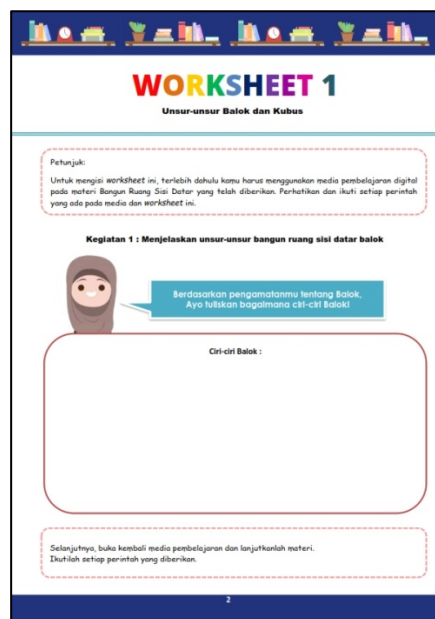 WORKSHEET 1
Unsur-unsur Balok dan Kubus
Petunjuk:
Untuk mengisi worksheet ini, terlebih dahulu kamu harus menggunakan media pembelajaran digital
pada materi Bangun Ruang Sisi Datar yang telah diberikan. Perhatikan dan ikuti setiap perintah
yang ada pada media dan worksheet ini.
Kegiatan 1 : Menjelaskan unsur-unsur bangun ruang sisi datar balok
Berdasarkan pengamatanmu tentang Balok,
Ayo tuliskan bagaimana ciri-ciri Balok!
Ciri-ciri Balok :
Selanjutnya, buka kembali media pembelajaran dan lanjutkanlah materi.
Ikutilah setiap perintah yang diberikan.
2